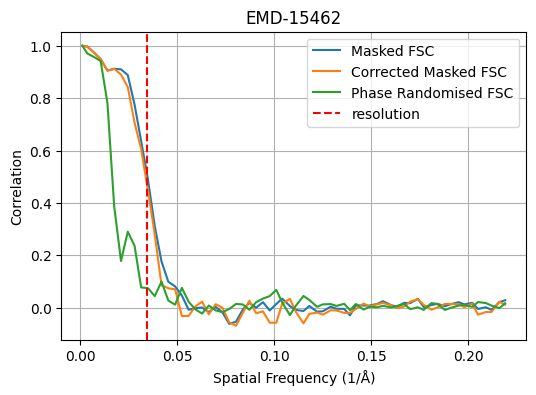 EMD-15462
Masked FSC
Corrected Masked FSC
Phase Randomised FSC
resolution
1.0
0.8
0.6
0.4
0.2
0.0
Correlation
0.00 0.05 0.10 0.15 0.20
Spatial Frequency (1/Å)